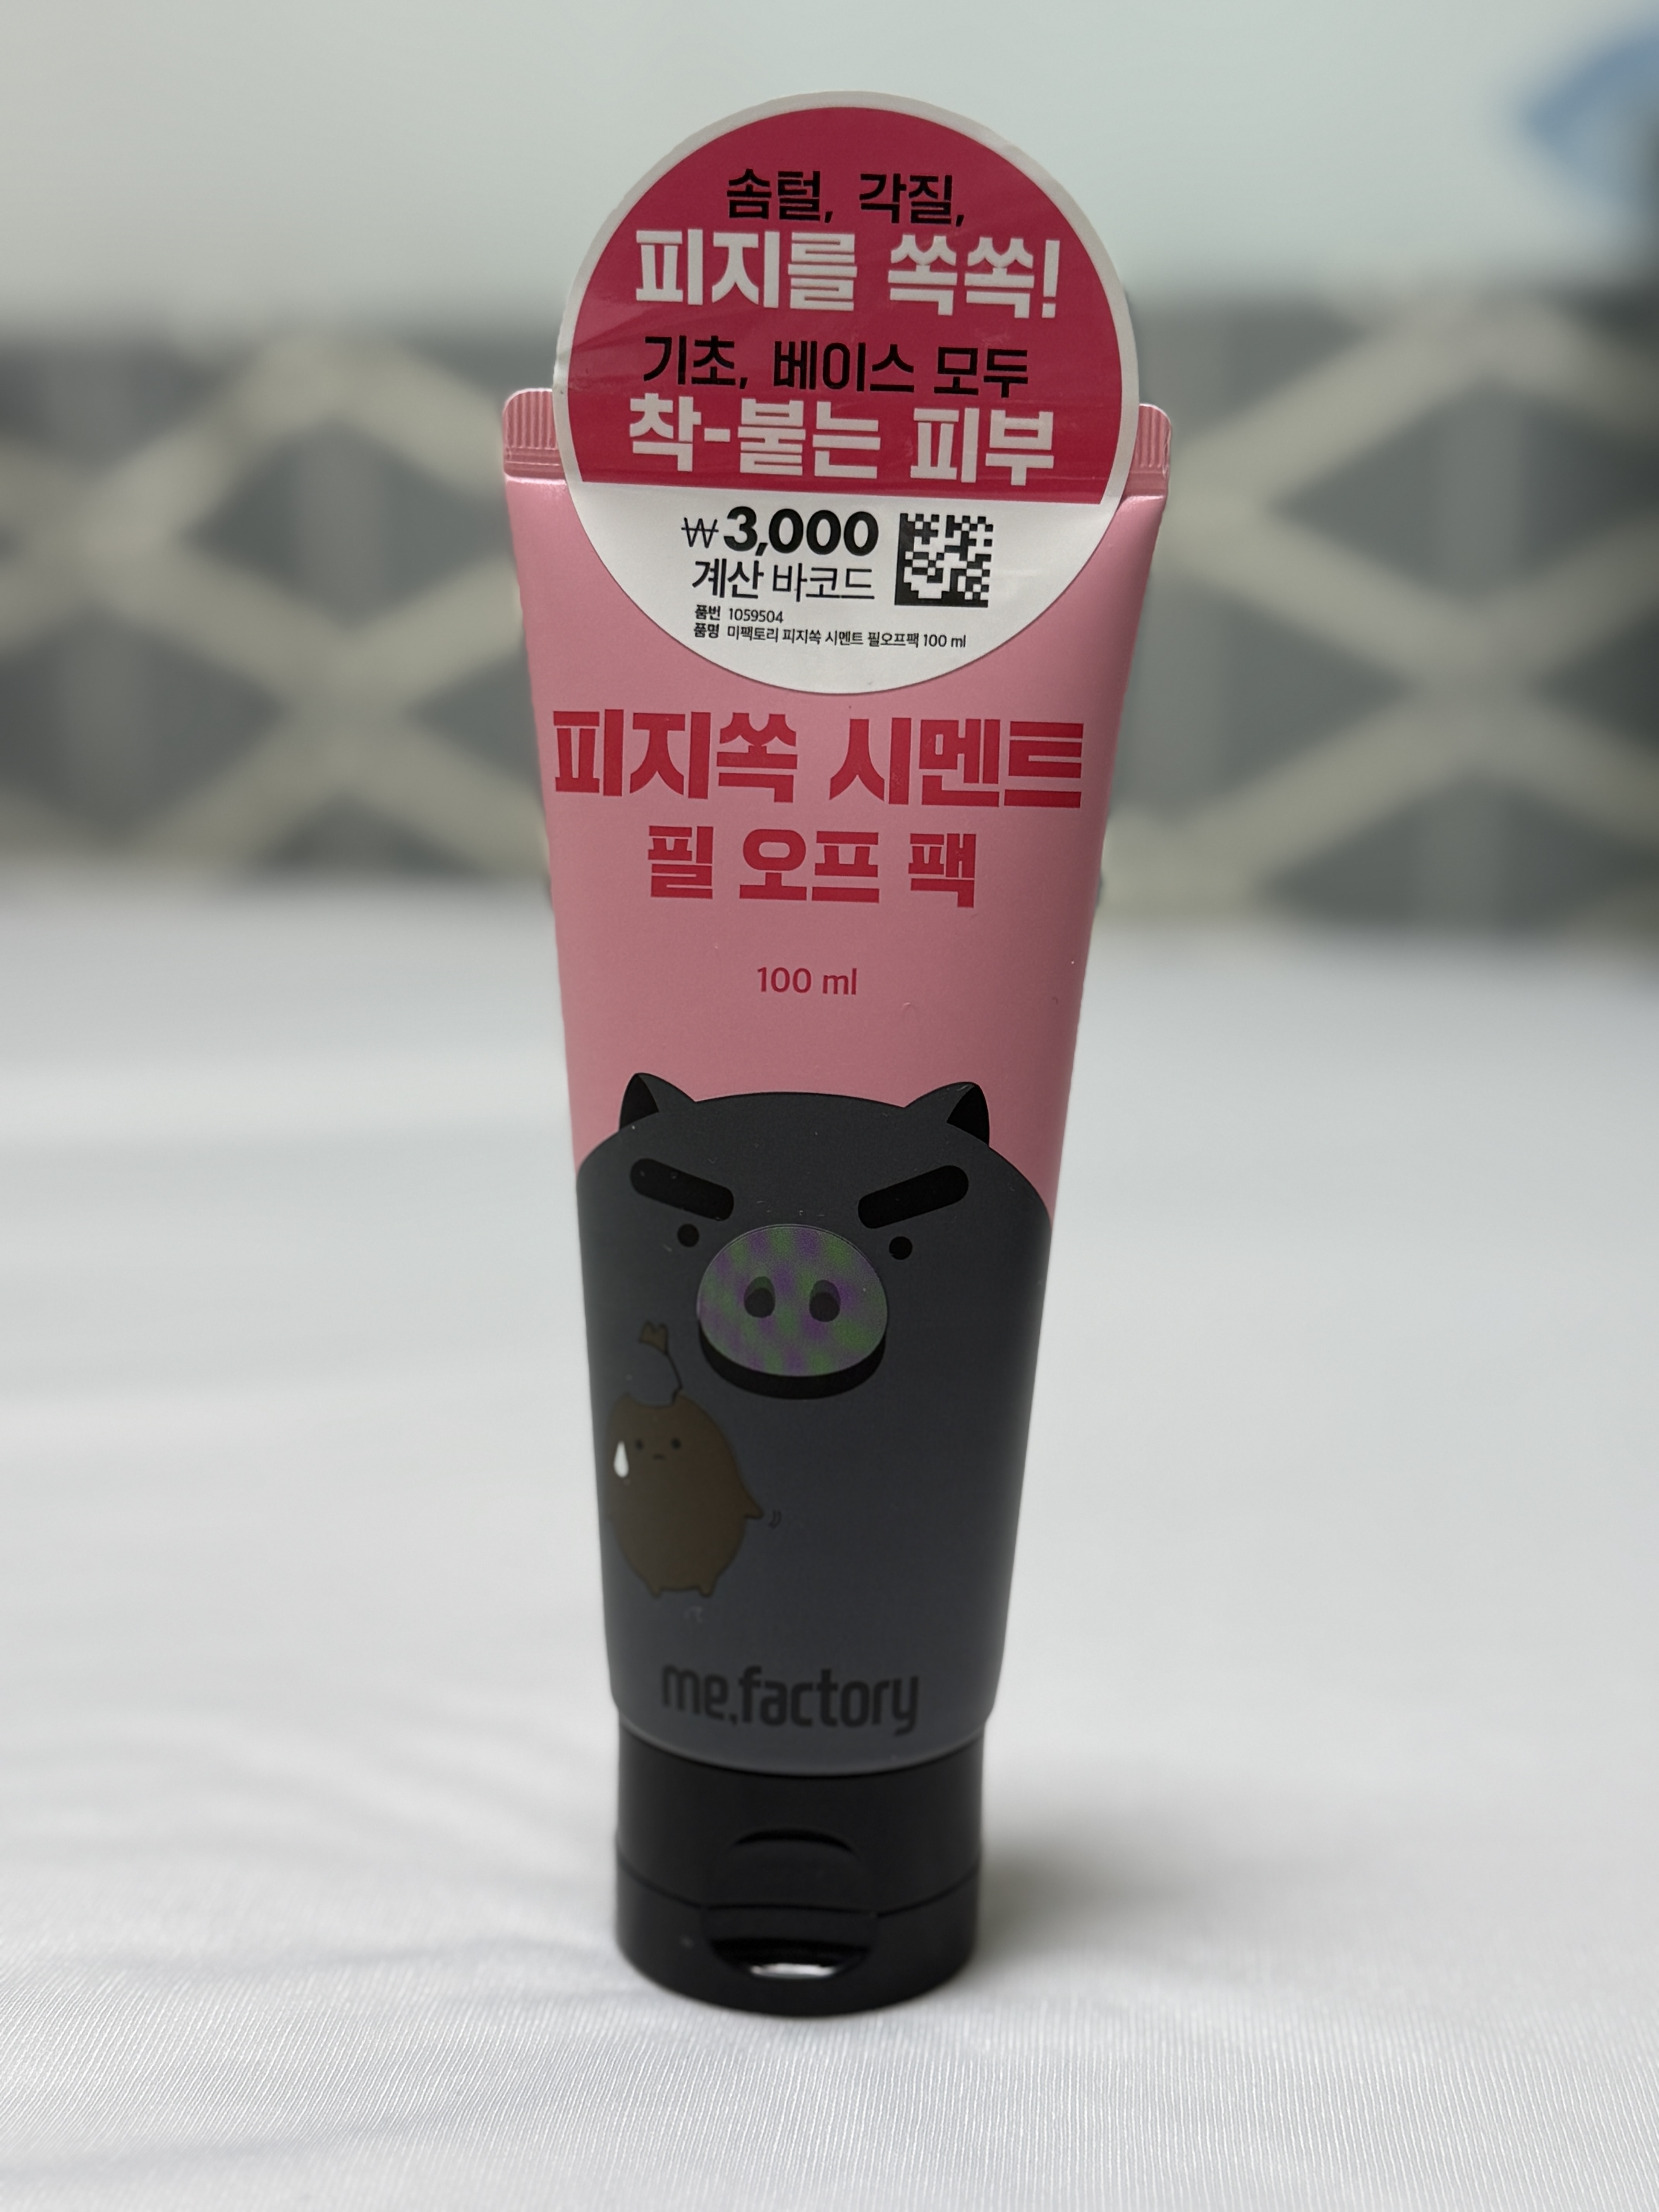 솜털, 각질,
피지를 쏙쏙!
기초, 베이스 모두
착-붙는 피부
₩3,000
계산 바코드
품번 1059504
품명 미팩토리 피지쏙 시멘트 필오프팩 100 ml
피지쏙 시멘트
필 오프 팩
100 ml
me,factory